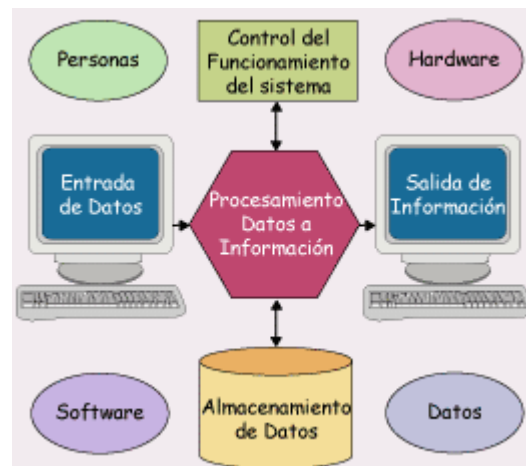 Personas
Control del
Funcionamiento
del sistema
Hardware
Entrada
de Datos
Procesamiento
Datos a
Información
Salida de
Información
Software
Almacenamiento
de Datos
Datos